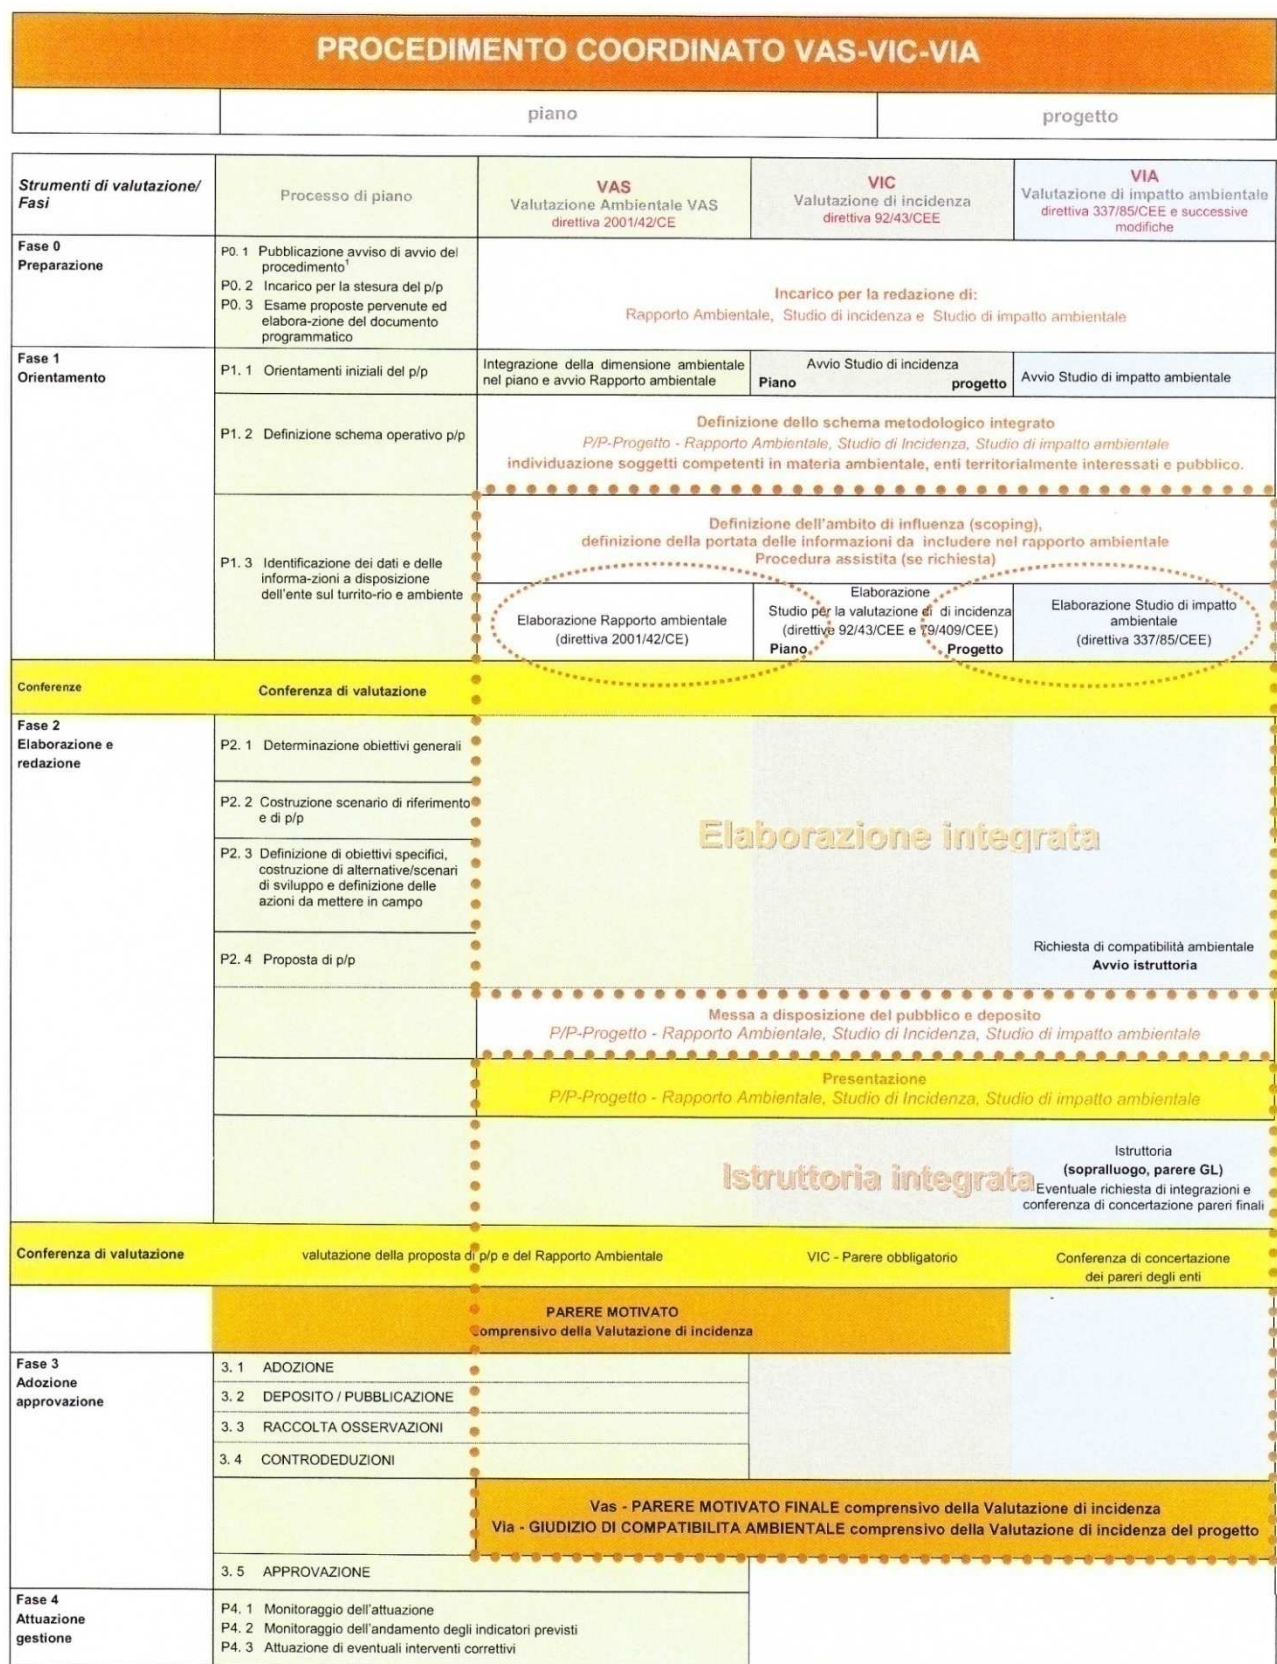 PROCEDIMENTO COORDINATO VAS-VIC-VIA
piano
progetto
Strumenti di valutazione/
Fasi
Processo di piano
VAS
Valutazione Ambientale VAS
direttiva 2001/42/CE
VIC
Valutazione di incidenza
direttiva 92/43/CEE
VIA
Valutazione di impatto ambientale
direttiva 337/85/CEE e successive
modifiche
Fase 0
Preparazione
P0. 1 Pubblicazione avviso di avvio del
procedimento1
P0. 2 Incarico per la stesura del p/p
P0. 3 Esame proposte pervenute ed
elabora-zione del documento
programmatico
Incarico per la redazione di:
Rapporto Ambientale, Studio di incidenza e Studio di impatto ambientale
Fase 1
Orientamento
P1. 1 Orientamenti iniziali del p/p
Integrazione della dimensione ambientale
nel piano e avvio Rapporto ambientale
Avvio Studio di incidenza
Piano progetto
Avvio Studio di impatto ambientale
P1. 2 Definizione schema operativo p/p
Definizione dello schema metodologico integrato
P/P-Progetto - Rapporto Ambientale, Studio di Incidenza, Studio di impatto ambientale
individuazione soggetti competenti in materia ambientale, enti territorialmente interessati e pubblico.
P1. 3 Identificazione dei dati e delle
informa-zioni a disposizione
dell'ente sul turrito-rio e ambiente
Definizione dell'ambito di influenza (scoping),
definizione della portata delle informazioni da includere nel rapporto ambientale
Procedura assistita (se richiesta)
Elaborazione Rapporto ambientale
(direttiva 2001/42/CE)
Elaborazione
Studio per la valutazione di di incidenza
(direttive 92/43/CEE e 79/409/CEE)
Piano Progetto
Elaborazione Studio di impatto
ambientale
(direttiva 337/85/CEE)
Conferenze
Conferenza di valutazione
Fase 2
Elaborazione e
redazione
P2. 1 Determinazione obiettivi generali
P2. 2 Costruzione scenario di riferimento
e di p/p
P2. 3 Definizione di obiettivi specifici,
costruzione di alternative/scenari
di sviluppo e definizione delle
azioni da mettere in campo
P2. 4 Proposta di p/p
Elaborazione integrata
Richiesta di compatibilità ambientale
Avvio istruttoria
Messa a disposizione del pubblico e deposito
P/P-Progetto - Rapporto Ambientale, Studio di Incidenza, Studio di impatto ambientale
Presentazione
P/P-Progetto - Rapporto Ambientale, Studio di Incidenza, Studio di impatto ambientale
Istruttoria integrata
Istruttoria
(sopralluogo, parere GL)
Eventuale richiesta di integrazioni e
conferenza di concertazione pareri finali
Conferenza di valutazione
valutazione della proposta di p/p e del Rapporto Ambientale
VIC - Parere obbligatorio
Conferenza di concertazione
dei pareri degli enti
PARERE MOTIVATO
comprensivo della Valutazione di incidenza
Fase 3
Adozione
approvazione
3. 1 ADOZIONE
3. 2 DEPOSITO / PUBBLICAZIONE
3. 3 RACCOLTA OSSERVAZIONI
3. 4 CONTRODEDUZIONI
Vas - PARERE MOTIVATO FINALE comprensivo della Valutazione di incidenza
Via - GIUDIZIO DI COMPATIBILITA AMBIENTALE comprensivo della Valutazione di incidenza del progetto
3. 5 APPROVAZIONE
Fase 4
Attuazione
gestione
P4. 1 Monitoraggio dell'attuazione
P4. 2 Monitoraggio dell'andamento degli indicatori previsti
P4. 3 Attuazione di eventuali interventi correttivi